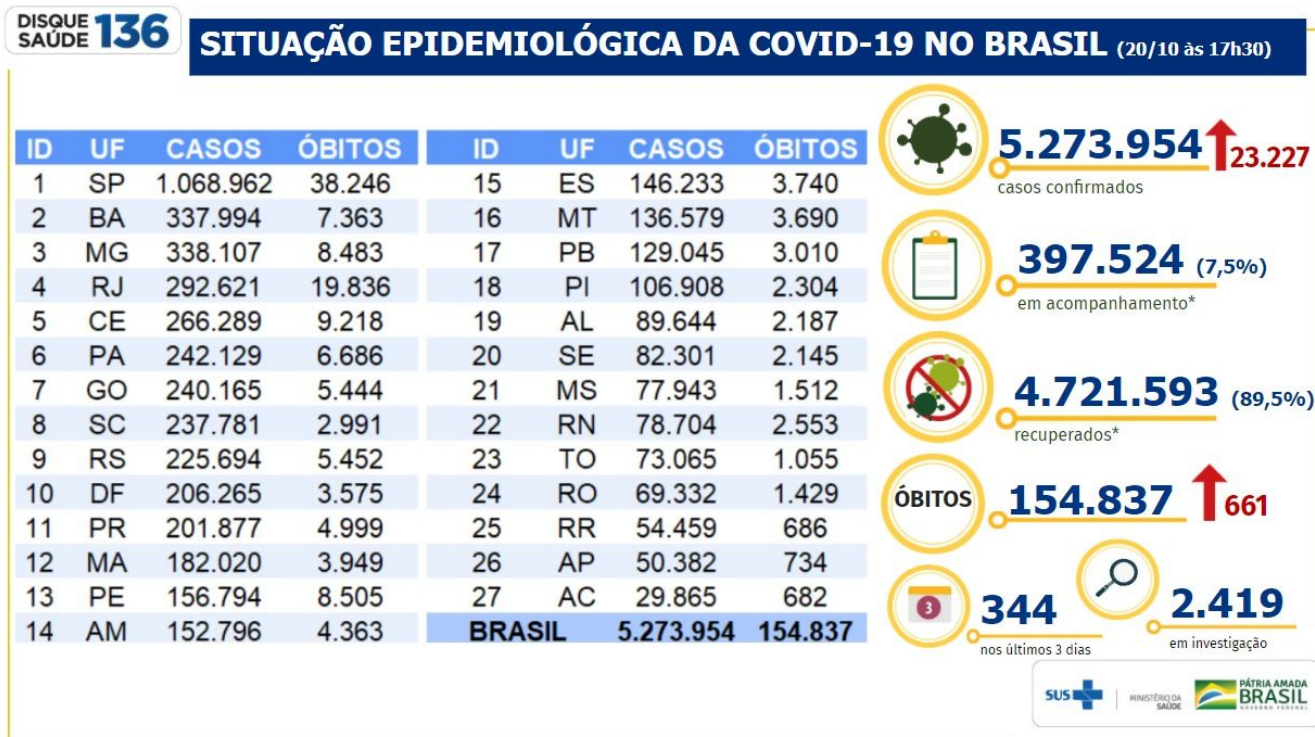 DISQUE
SAÚDE 136
SITUAÇÃO EPIDEMIOLÓGICA DA COVID-19 NO BRASIL (20/10 às 17h30)
ID UF CASOS ÓBITOS ID UF CASOS ÓBITOS
1 SP 1.068.962 38.246 15 ES 146.233 3.740
2 BA 337.994 7.363 16 MT 136.579 3.690
3 MG 338.107 8.483 17 PB 129.045 3.010
4 RJ 292.621 19.836 18 PI 106.908 2.304
5 CE 266.289 9.218 19 AL 89.644 2.187
6 PA 242.129 6.686 20 SE 82.301 2.145
7 GO 240.165 5.444 21 MS 77.943 1.512
8 SC 237.781 2.991 22 RN 78.704 2.553
9 RS 225.694 5.452 23 TO 73.065 1.055
10 DF 206.265 3.575 24 RO 69.332 1.429
11 PR 201.877 4.999 25 RR 54.459 686
12 MA 182.020 3.949 26 AP 50.382 734
13 PE 156.794 8.505 27 AC 29.865 682
14 AM 152.796 4.363 BRASIL 5.273.954 154.837
5.273.954 23.227
casos confirmados
397.524 (7,5%)
em acompanhamento*
4.721.593 (89,5%)
recuperados*
ÓBITOS 154.837 661
3 344
nos últimos 3 dias
2.419
em investigação
SUS
MINISTÉRIO DA
SAÚDE
PÁTRIA AMADA
BRASIL
GOVERNO FEDERAL